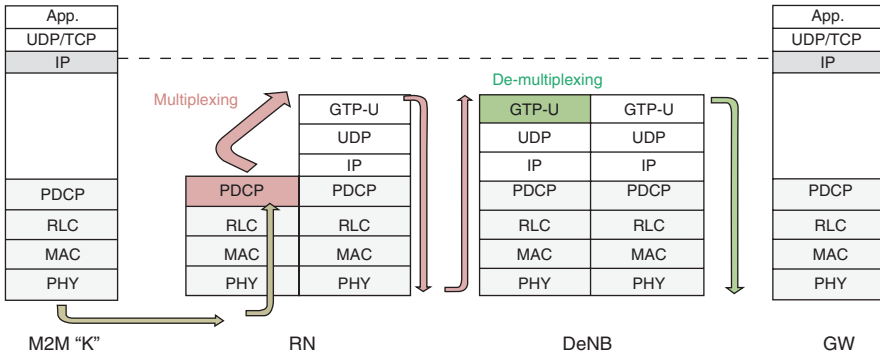 App.
UDP/TCP
IP
PDCP
RLC
MAC
PHY
M2M “K”
Multiplexing
PDCP
RLC
MAC
PHY
GTP-U
UDP
IP
PDCP
RLC
MAC
PHY
RN
De-multiplexing
GTP-U
UDP
IP
PDCP
RLC
MAC
PHY
GTP-U
UDP
IP
PDCP
RLC
MAC
PHY
DeNB
App.
UDP/TCP
IP
PDCP
RLC
MAC
PHY
GW